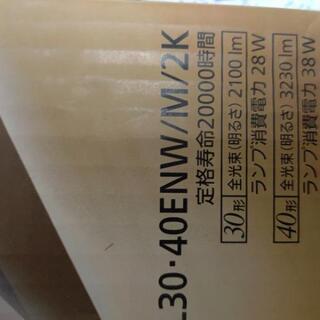 L30・40ENW/M/2K
定格寿命20000時間
30形 全光束(明るさ) 2100 lm
ランプ消費電力 28W
40形 全光束(明るさ) 3230 lm
ランプ消費電力 38W